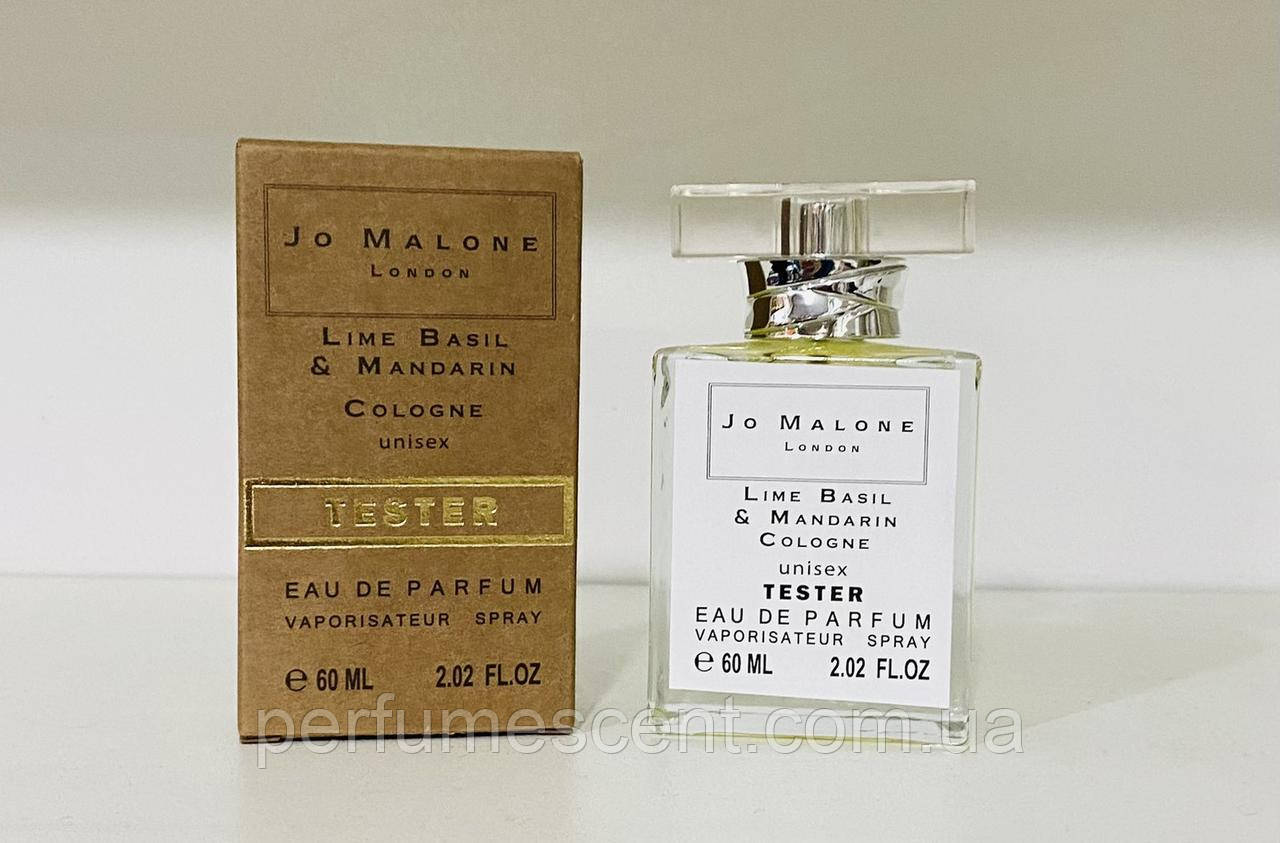 Jo Malone
London
Lime Basil
& Mandarin
Cologne
unisex
TESTER
EAU DE PARFUM
VAPORISATEUR SPRAY
℮ 60 ML 2.02 FL.OZ
Jo Malone
London
Lime Basil
& Mandarin
Cologne
unisex
TESTER
EAU DE PARFUM
VAPORISATEUR SPRAY
℮ 60 ML 2.02 FL.OZ
perfumescent.com.ua